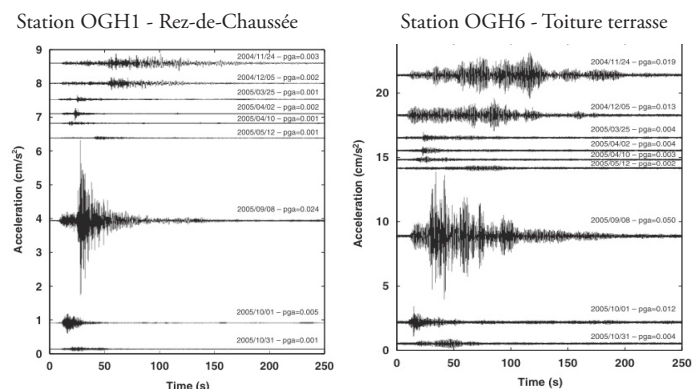 Station OGH1 - Rez-de-Chaussée
9
8
7
6
5
4
3
2
1
0
Acceleration (cm/s²)
2004/11/24 – pga=0.003
2004/12/05 – pga=0.002
2005/03/25 – pga=0.001
2005/04/02 – pga=0.002
2005/04/10 – pga=0.001
2005/05/12 – pga=0.001
2005/09/08 – pga=0.024
2005/10/01 – pga=0.005
2005/10/31 – pga=0.001
0 50 100 150 200 250
Time (s)
Station OGH6 - Toiture terrasse
20
15
10
5
0
Acceleration (cm/s²)
2004/11/24 – pga=0.019
2004/12/05 – pga=0.013
2005/03/25 – pga=0.004
2005/04/02 – pga=0.004
2005/04/10 – pga=0.003
2005/05/12 – pga=0.002
2005/09/08 – pga=0.050
2005/10/01 – pga=0.012
2005/10/31 – pga=0.004
0 50 100 150 200 250
Time (s)